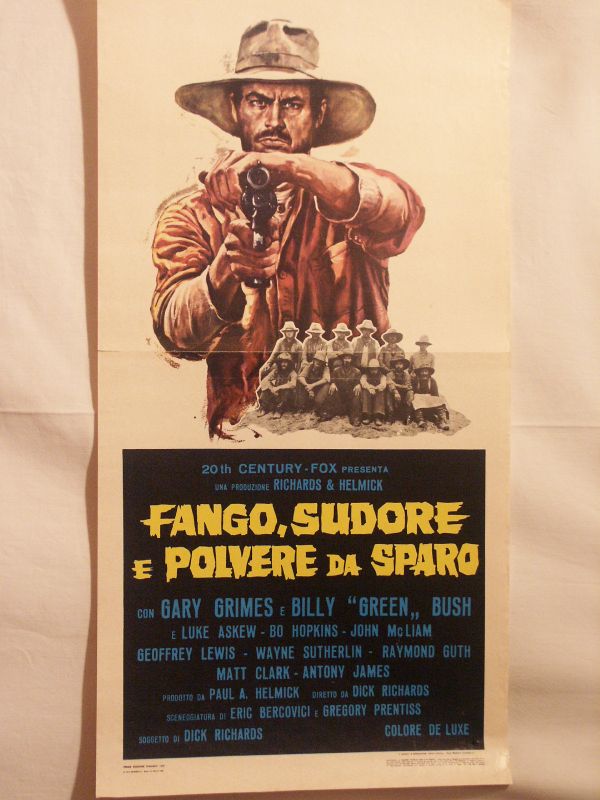 20th CENTURY-FOX PRESENTA
UNA PRODUZIONE RICHARDS & HELMICK
FANGO, SUDORE
E POLVERE DA SPARO
CON GARY GRIMES E BILLY "GREEN„ BUSH
E LUKE ASKEW - BO HOPKINS - JOHN Mc LIAM
GEOFFREY LEWIS - WAYNE SUTHERLIN - RAYMOND GUTH
MATT CLARK - ANTONY JAMES
PRODOTTO DA PAUL A. HELMICK DIRETTO DA DICK RICHARDS
SCENEGGIATURA DI ERIC BERCOVICI E GREGORY PRENTISS
SOGGETTO DI DICK RICHARDS COLORE DE LUXE